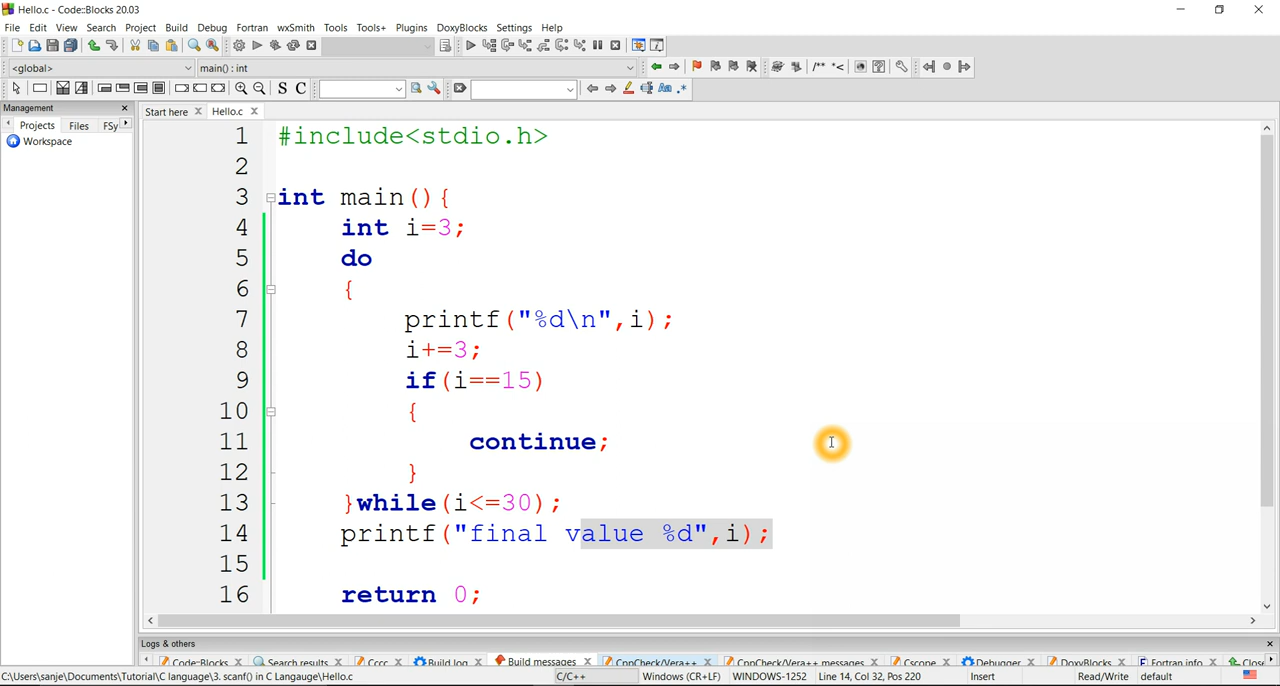 Hello.c - Code::Blocks 20.03
File Edit View Search Project Build Debug Fortran wxSmith Tools Tools+ Plugins DoxyBlocks Settings Help
<global> main() : int /** *<
S C Aa .*
Management Start here Hello.c
Projects Files FSy
Workspace
1 #include<stdio.h>
2
3 int main(){
4 int i=3;
5 do
6 {
7 printf("%d\n",i);
8 i+=3;
9 if(i==15)
10 {
11 continue;
12 }
13 }while(i<=30);
14 printf("final value %d",i);
15
16 return 0;
Logs & others
Code::Blocks Search results Cccc Build log Build messages CppCheck/Vera++ CppCheck/Vera++ messages Cscope Debugger DoxyBlocks Fortran info Close
C:\Users\sanje\Documents\Tutorial\C language\3. scanf() in C Langauge\Hello.c C/C++ Windows (CR+LF) WINDOWS-1252 Line 14, Col 32, Pos 220 Insert Read/Write default